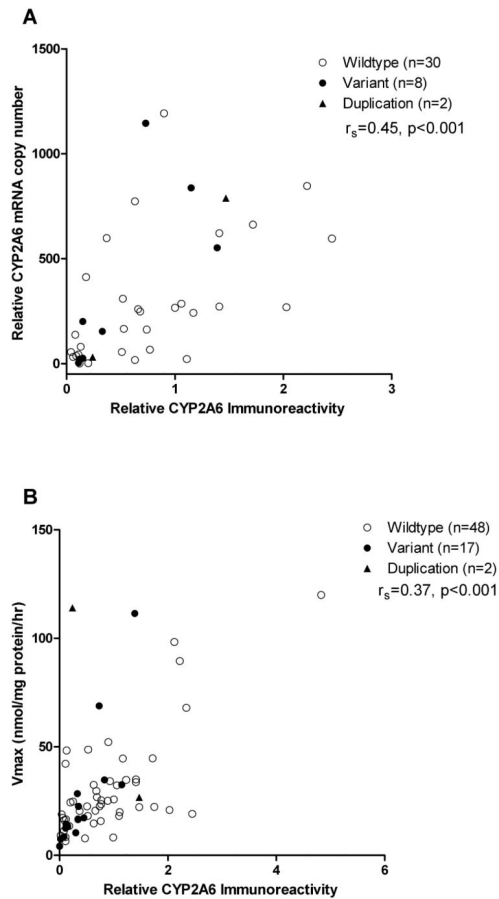 A
1500
1000
500
0
Relative CYP2A6 mRNA copy number
0 1 2 3
Relative CYP2A6 Immunoreactivity
Wildtype (n=30
Variant (n=8)
Duplication (n=2)
rs=0.45, p<0.001
B
150
100
50
0
Vmax (nmol/mg protein/hr)
0 2 4 6
Relative CYP2A6 Immunoreactivity
Wildtype (n=48)
Variant (n=17)
Duplication (n=2)
rs=0.37, p<0.001